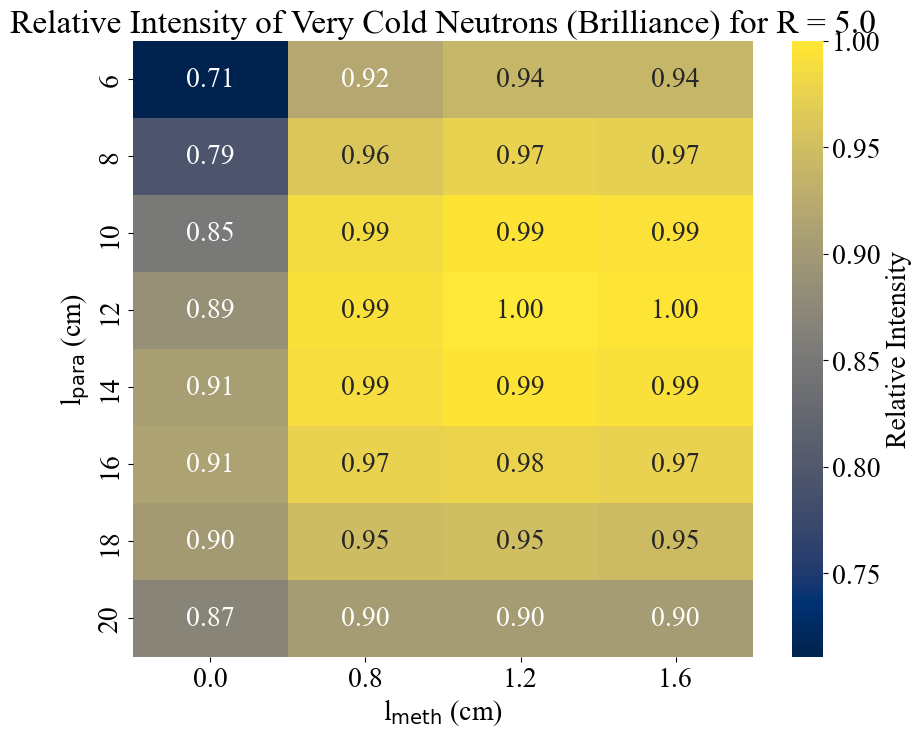 Relative Intensity of Very Cold Neutrons (Brilliance) for R = 5.0
6 0.71 0.92 0.94 0.94
8 0.79 0.96 0.97 0.97
10 0.85 0.99 0.99 0.99
12 0.89 0.99 1.00 1.00
14 0.91 0.99 0.99 0.99
16 0.91 0.97 0.98 0.97
18 0.90 0.95 0.95 0.95
20 0.87 0.90 0.90 0.90
0.0 0.8 1.2 1.6
l_meth (cm)
l_para (cm)
1.00
0.95
0.90
0.85
0.80
0.75
Relative Intensity